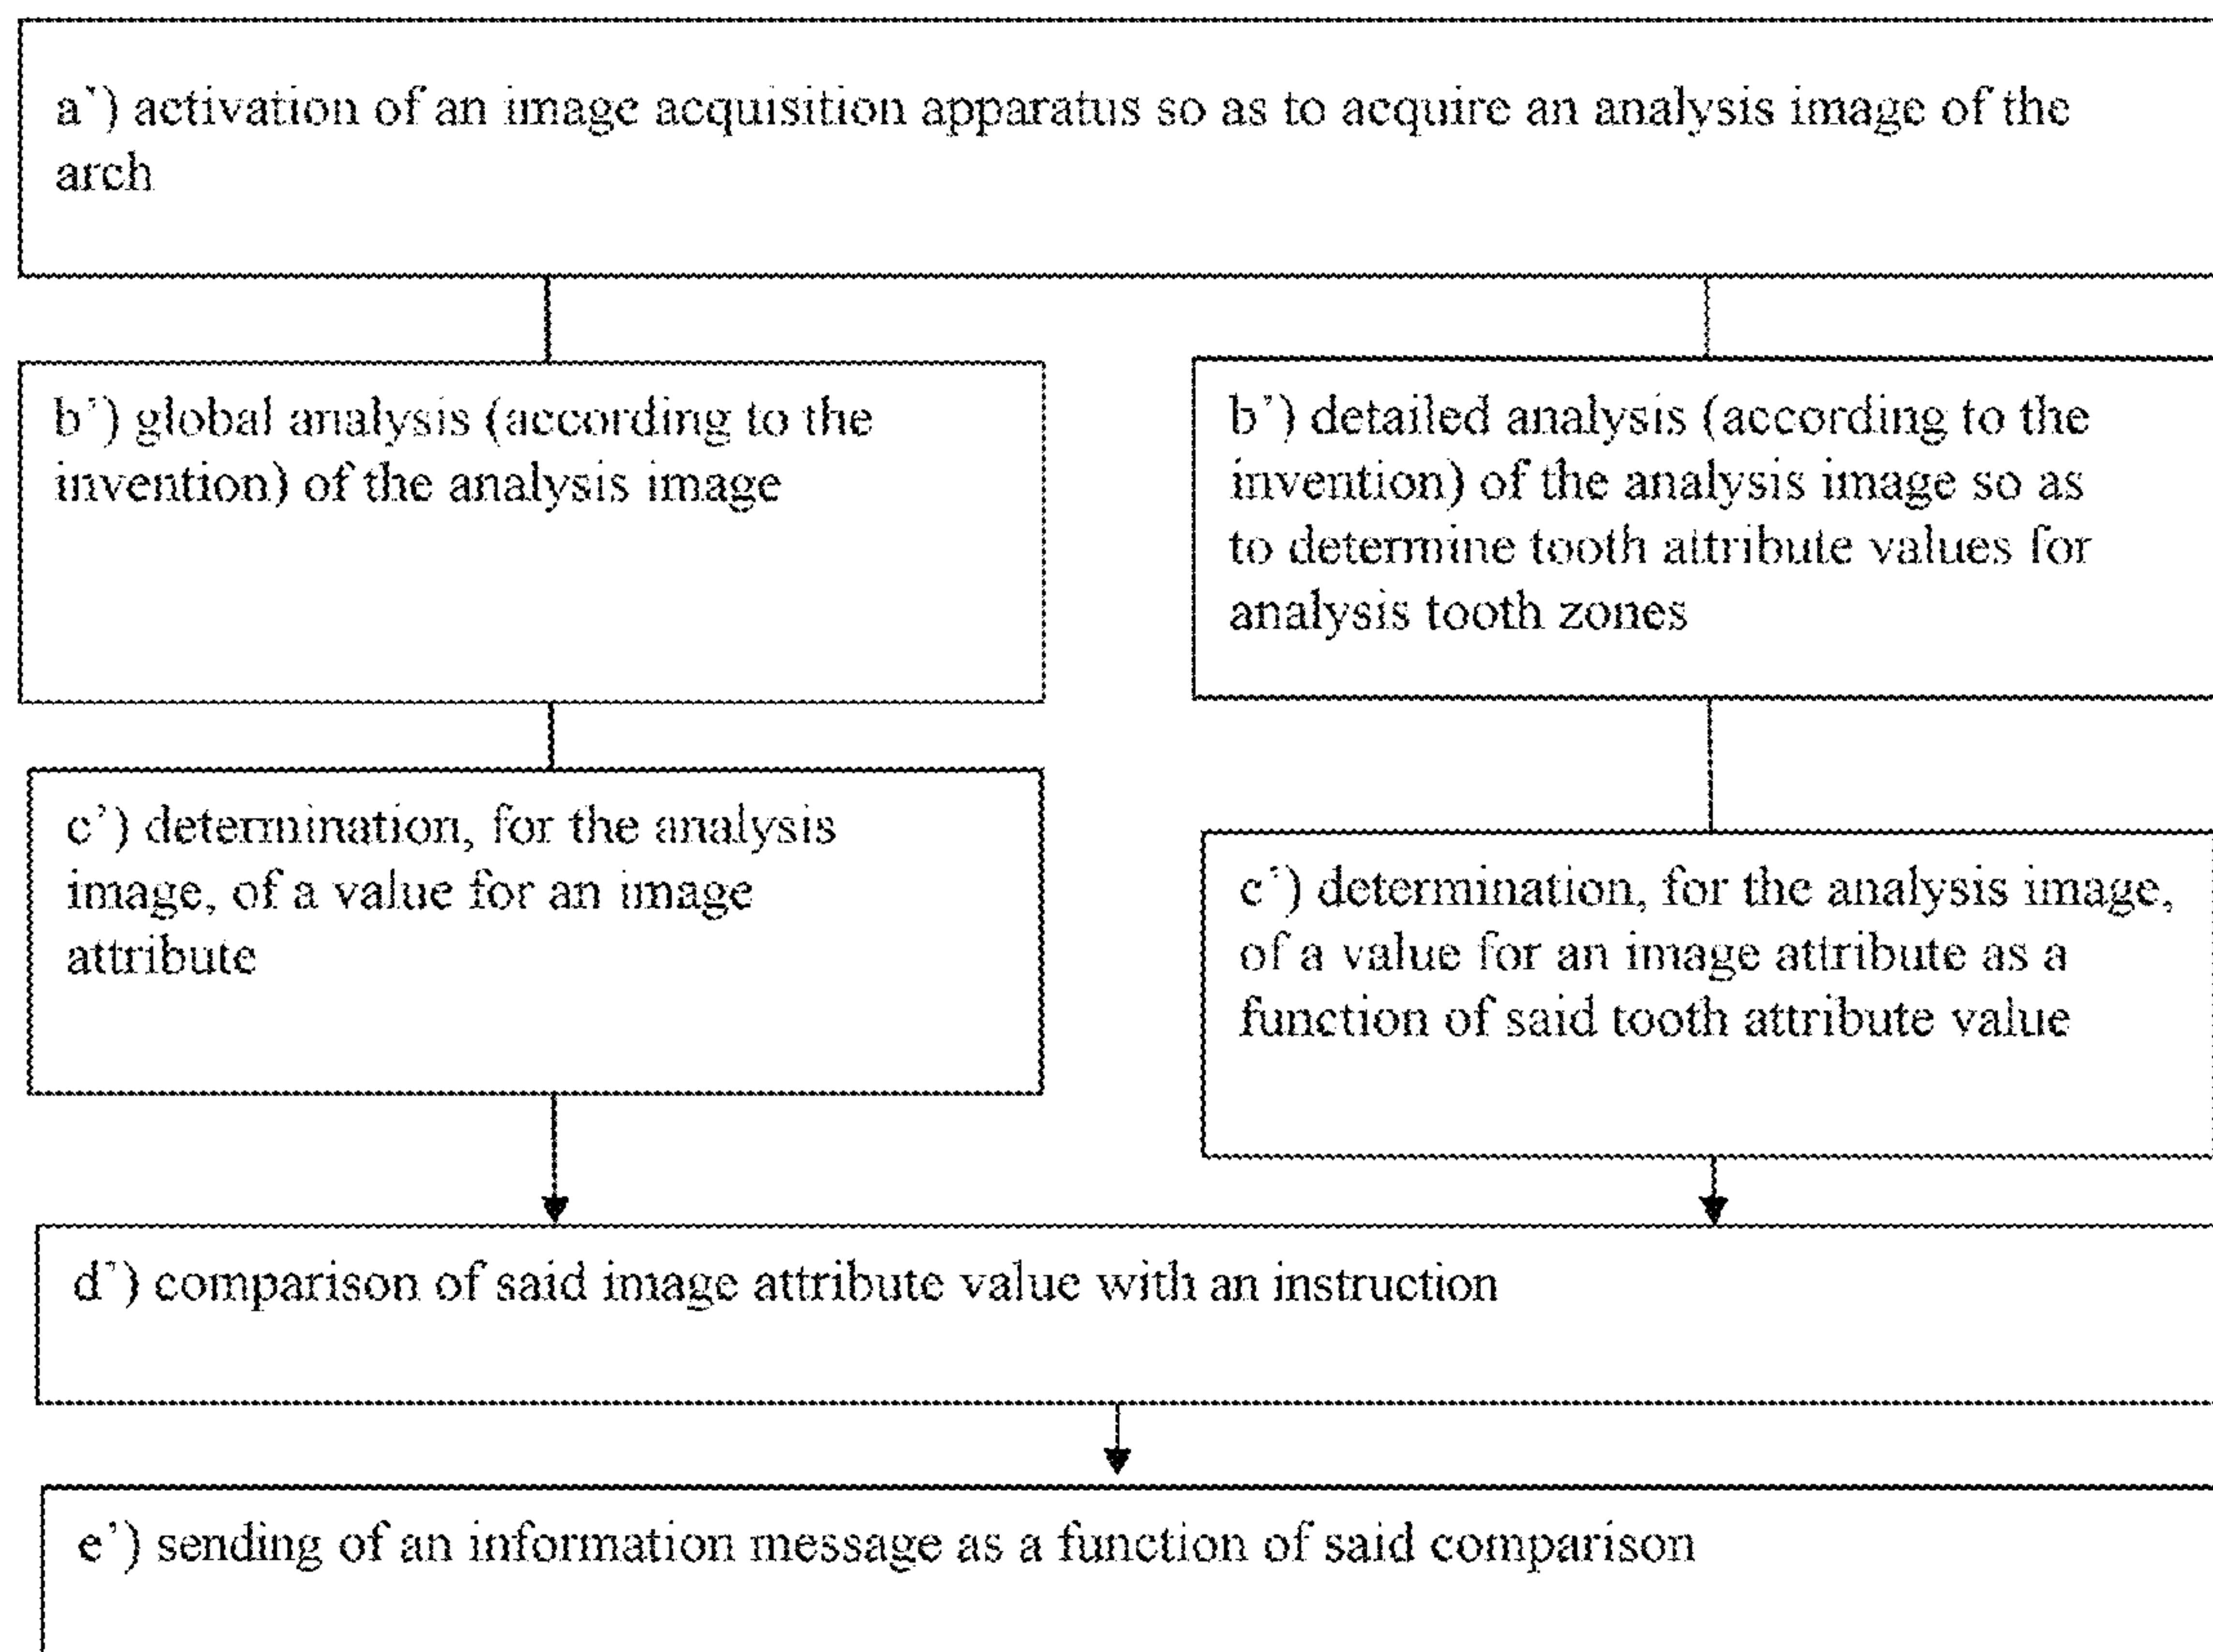 a’) activation of an image acquisition apparatus so as to acquire an analysis image of the
arch
b’) global analysis (according to the
invention) of the analysis image
b’) detailed analysis (according to the
invention) of the analysis image so as
to determine tooth attribute values for
analysis tooth zones
c’) determination, for the analysis
image, of a value for an image
attribute
c’) determination, for the analysis image,
of a value for an image attribute as a
function of said tooth attribute value
d’) comparison of said image attribute value with an instruction
e’) sending of an information message as a function of said comparison